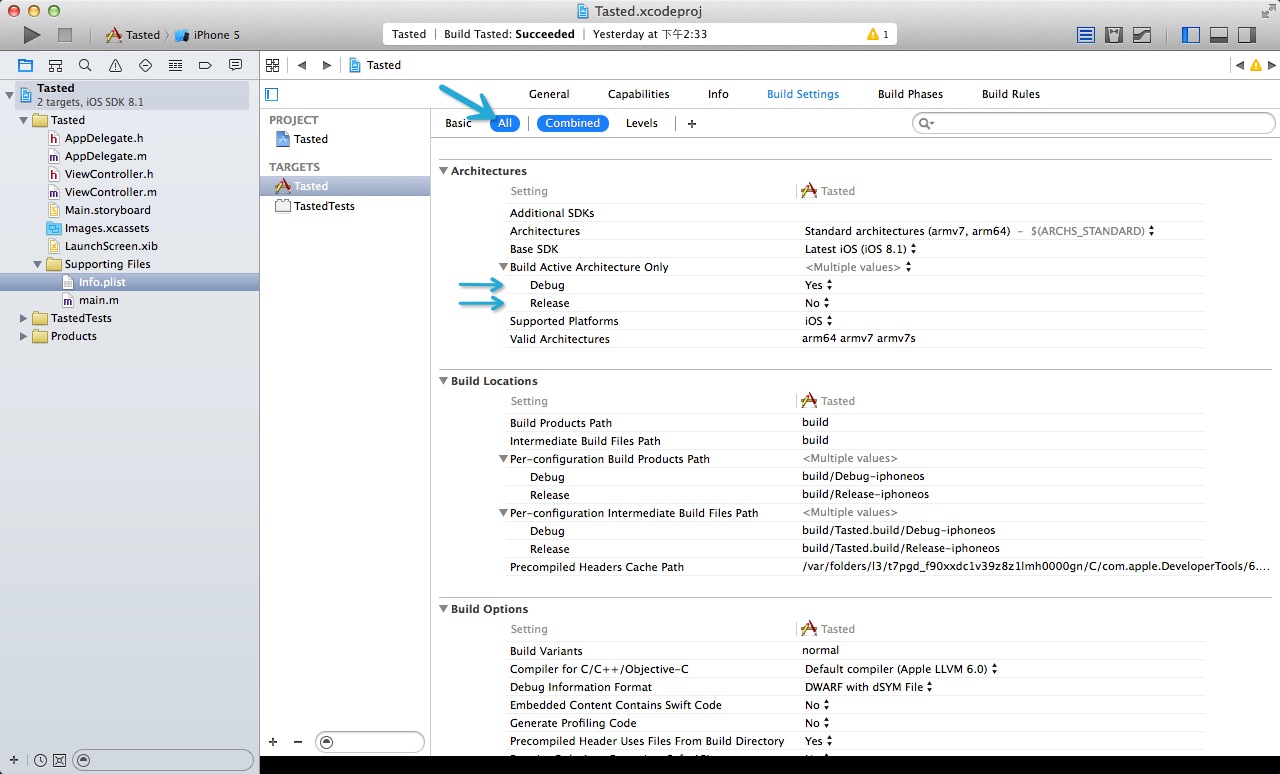 Tasted.xcodeproj
Tasted iPhone 5
Tasted | Build Tasted: Succeeded | Yesterday at 下午2:33 1
Tasted
Tasted
2 targets, iOS SDK 8.1
Tasted
AppDelegate.h
AppDelegate.m
ViewController.h
ViewController.m
Main.storyboard
Images.xcassets
LaunchScreen.xib
Supporting Files
Info.plist
main.m
TastedTests
Products
General Capabilities Info Build Settings Build Phases Build Rules
PROJECT
Tasted
TARGETS
Tasted
TastedTests
Basic All Combined Levels +
Architectures
Setting Tasted
Additional SDKs
Architectures Standard architectures (armv7, arm64) – $(ARCHS_STANDARD)
Base SDK Latest iOS (iOS 8.1)
Build Active Architecture Only <Multiple values>
Debug Yes
Release No
Supported Platforms iOS
Valid Architectures arm64 armv7 armv7s
Build Locations
Setting Tasted
Build Products Path build
Intermediate Build Files Path build
Per-configuration Build Products Path <Multiple values>
Debug build/Debug-iphoneos
Release build/Release-iphoneos
Per-configuration Intermediate Build Files Path <Multiple values>
Debug build/Tasted.build/Debug-iphoneos
Release build/Tasted.build/Release-iphoneos
Precompiled Headers Cache Path /var/folders/l3/t7pgd_f90xxdc1v39z8z1lmh0000gn/C/com.apple.DeveloperTools/6....
Build Options
Setting Tasted
Build Variants normal
Compiler for C/C++/Objective-C Default compiler (Apple LLVM 6.0)
Debug Information Format DWARF with dSYM File
Embedded Content Contains Swift Code No
Generate Profiling Code No
Precompiled Header Uses Files From Build Directory Yes